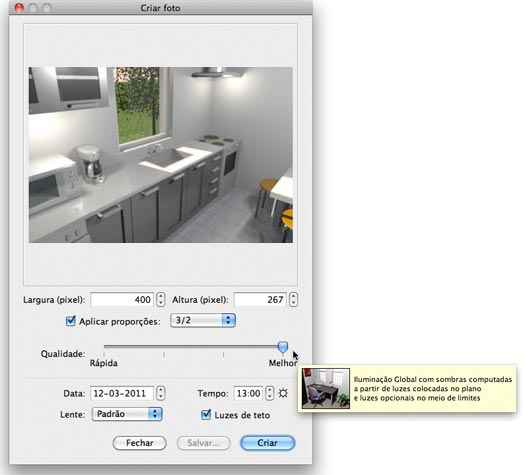 Criar foto
Largura (pixel): 400 Altura (pixel): 267
Aplicar proporções: 3/2
Qualidade:
Rápida Melhor
Iluminação Global com sombras computadas
a partir de luzes colocadas no plano
e luzes opcionais no meio de limites
Data: 12-03-2011 Tempo: 13:00
Lente: Padrão Luzes de teto
Fechar Salvar... Criar